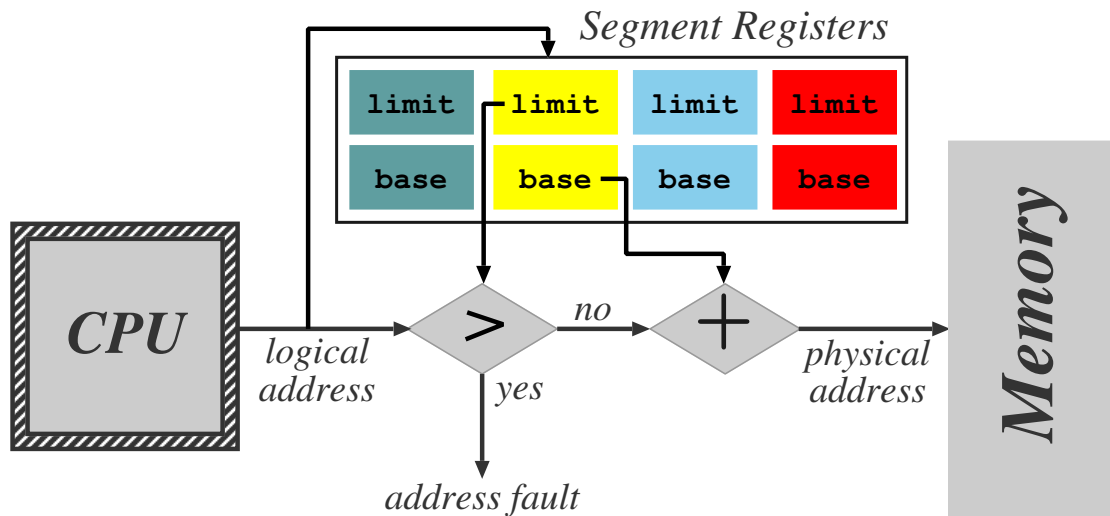 Segment Registers
limit limit limit limit
base base base base
CPU
logical
address
>
no
+
physical
address
yes
address fault
Memory